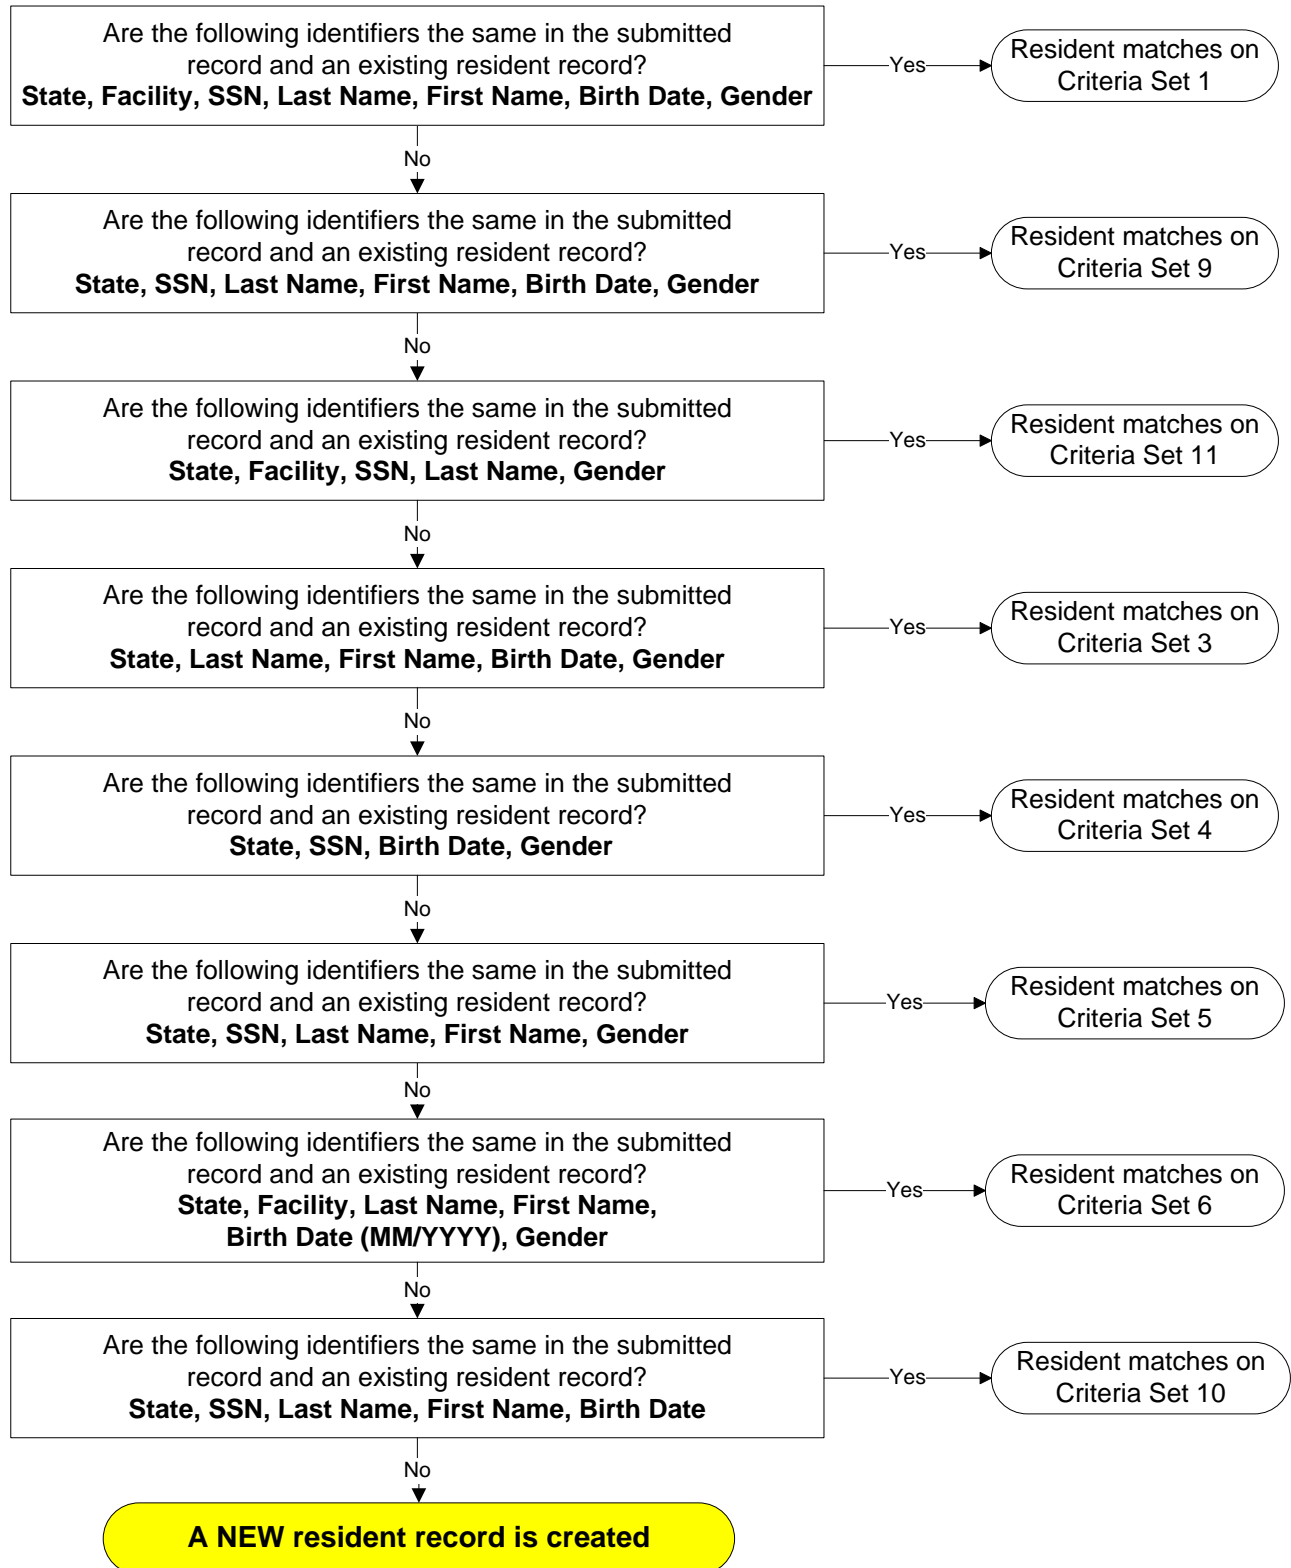 Are the following identifiers the same in the submitted
record and an existing resident record?
State, Facility, SSN, Last Name, First Name, Birth Date, Gender
Yes
Resident matches on
Criteria Set 1
No
Are the following identifiers the same in the submitted
record and an existing resident record?
State, SSN, Last Name, First Name, Birth Date, Gender
Yes
Resident matches on
Criteria Set 9
No
Are the following identifiers the same in the submitted
record and an existing resident record?
State, Facility, SSN, Last Name, Gender
Yes
Resident matches on
Criteria Set 11
No
Are the following identifiers the same in the submitted
record and an existing resident record?
State, Last Name, First Name, Birth Date, Gender
Yes
Resident matches on
Criteria Set 3
No
Are the following identifiers the same in the submitted
record and an existing resident record?
State, SSN, Birth Date, Gender
Yes
Resident matches on
Criteria Set 4
No
Are the following identifiers the same in the submitted
record and an existing resident record?
State, SSN, Last Name, First Name, Gender
Yes
Resident matches on
Criteria Set 5
No
Are the following identifiers the same in the submitted
record and an existing resident record?
State, Facility, Last Name, First Name,
Birth Date (MM/YYYY), Gender
Yes
Resident matches on
Criteria Set 6
No
Are the following identifiers the same in the submitted
record and an existing resident record?
State, SSN, Last Name, First Name, Birth Date
Yes
Resident matches on
Criteria Set 10
No
A NEW resident record is created